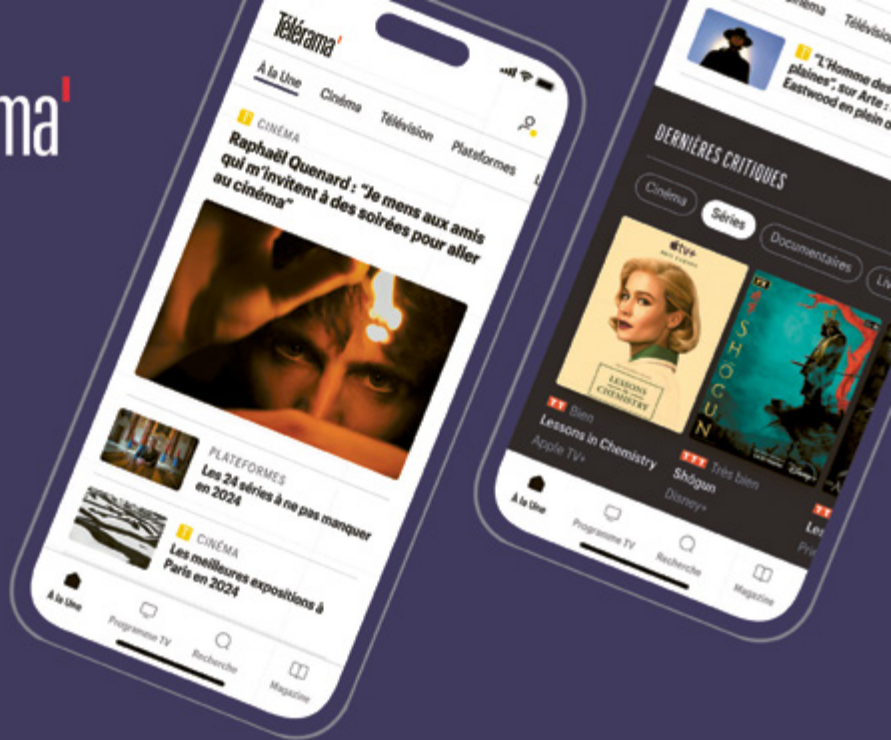 ma'
Télérama'
À la Une Cinéma Télévision Plateformes
CINÉMA
Raphaël Quenard : "Je mens aux amis
qui m'invitent à des soirées pour aller
au cinéma"
PLATEFORMES
Les 24 séries à ne pas manquer
en 2024
CINÉMA
Les meilleures expositions à
Paris en 2024
À la Une Programme TV Recherche Magazine
Télévision
"L'Homme des
plaines", sur Arte :
Eastwood en plein
DERNIÈRES CRITIQUES
Cinéma Séries Documentaires
tv+
LESSONS
CHEMISTRY
TT Bien
Lessons in Chemistry
Apple TV+
FX
SHŌGUN
Disney+
TTT Très bien
Shōgun
Disney+
À la Une Programme TV Recherche Magazine